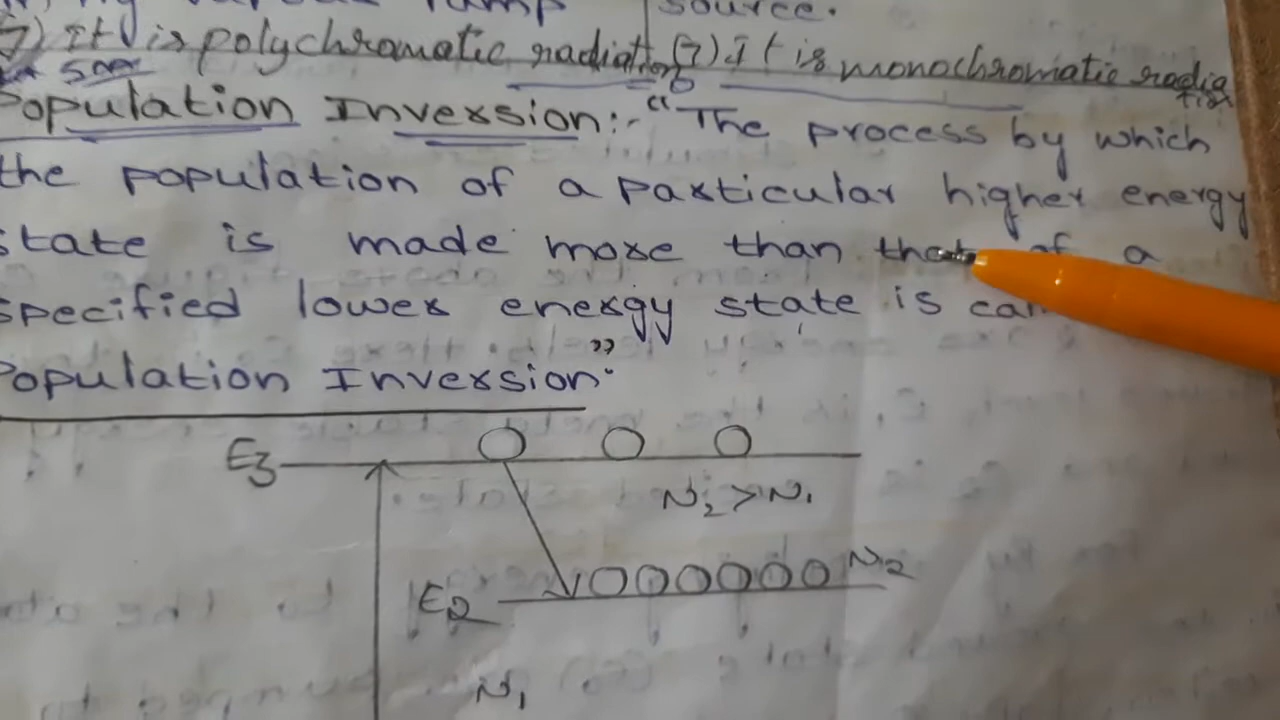 source.
7) It is polychromatic radiation (7). It is monochromatic radiation
Population Inversion:- "The process by which
the population of a particular higher energy
state is made more than that of a
specified lower energy state is
Population Inversion"
E3
N2 > N1
E2 N2
N1